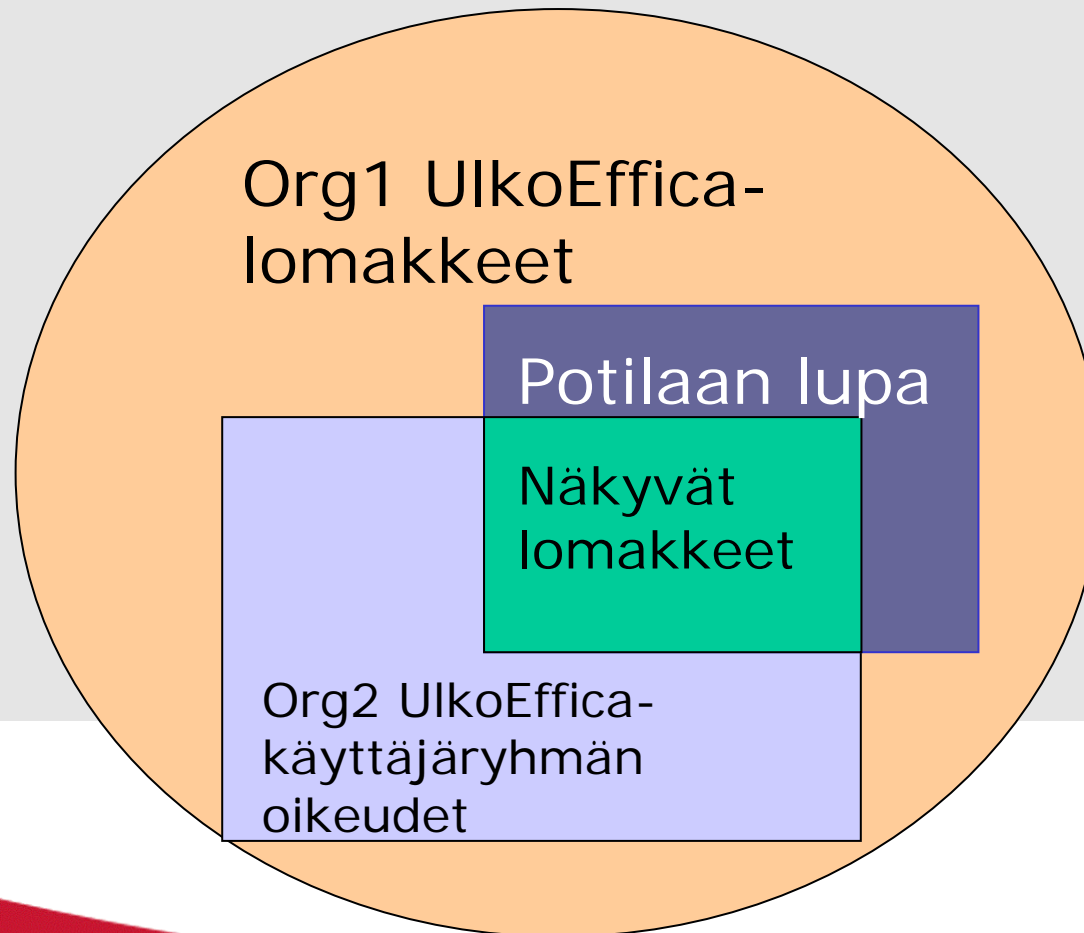 Org1 UlkoEffica-
lomakkeet
Potilaan lupa
Näkyvät
lomakkeet
Org2 UlkoEffica-
käyttäjäryhmän
oikeudet